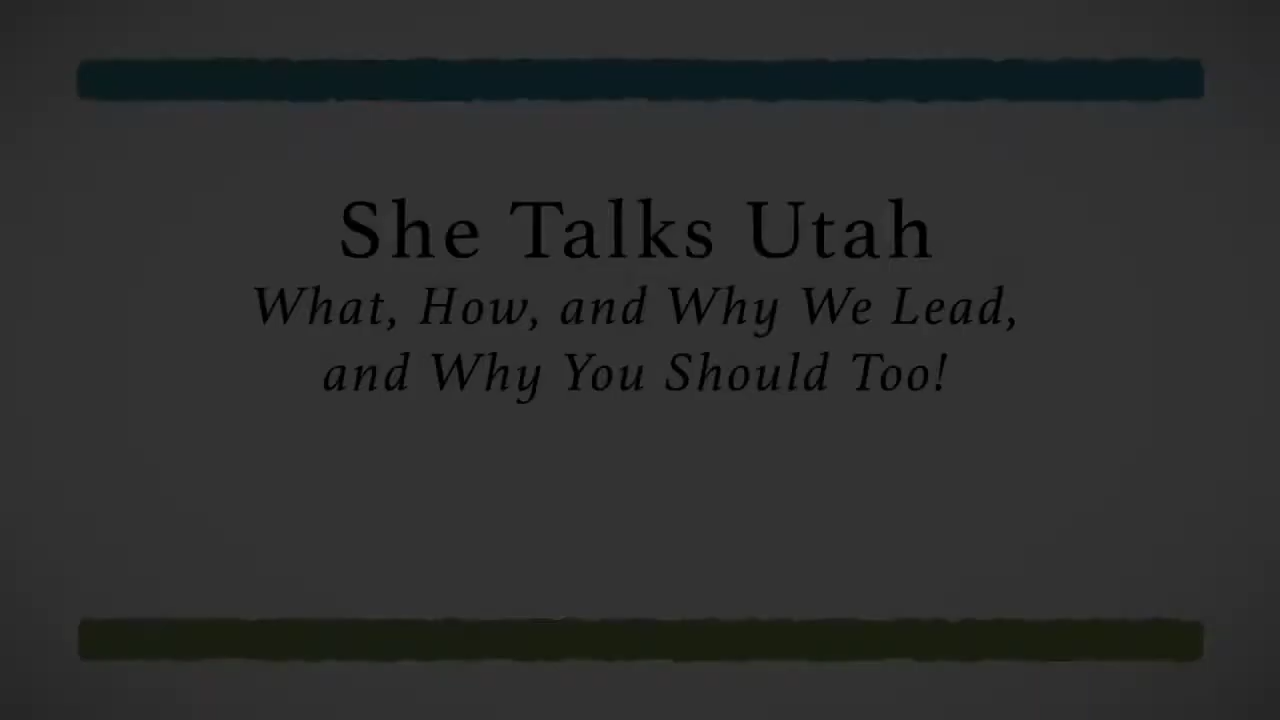 She Talks Utah
What, How, and Why We Lead,
and Why You Should Too!